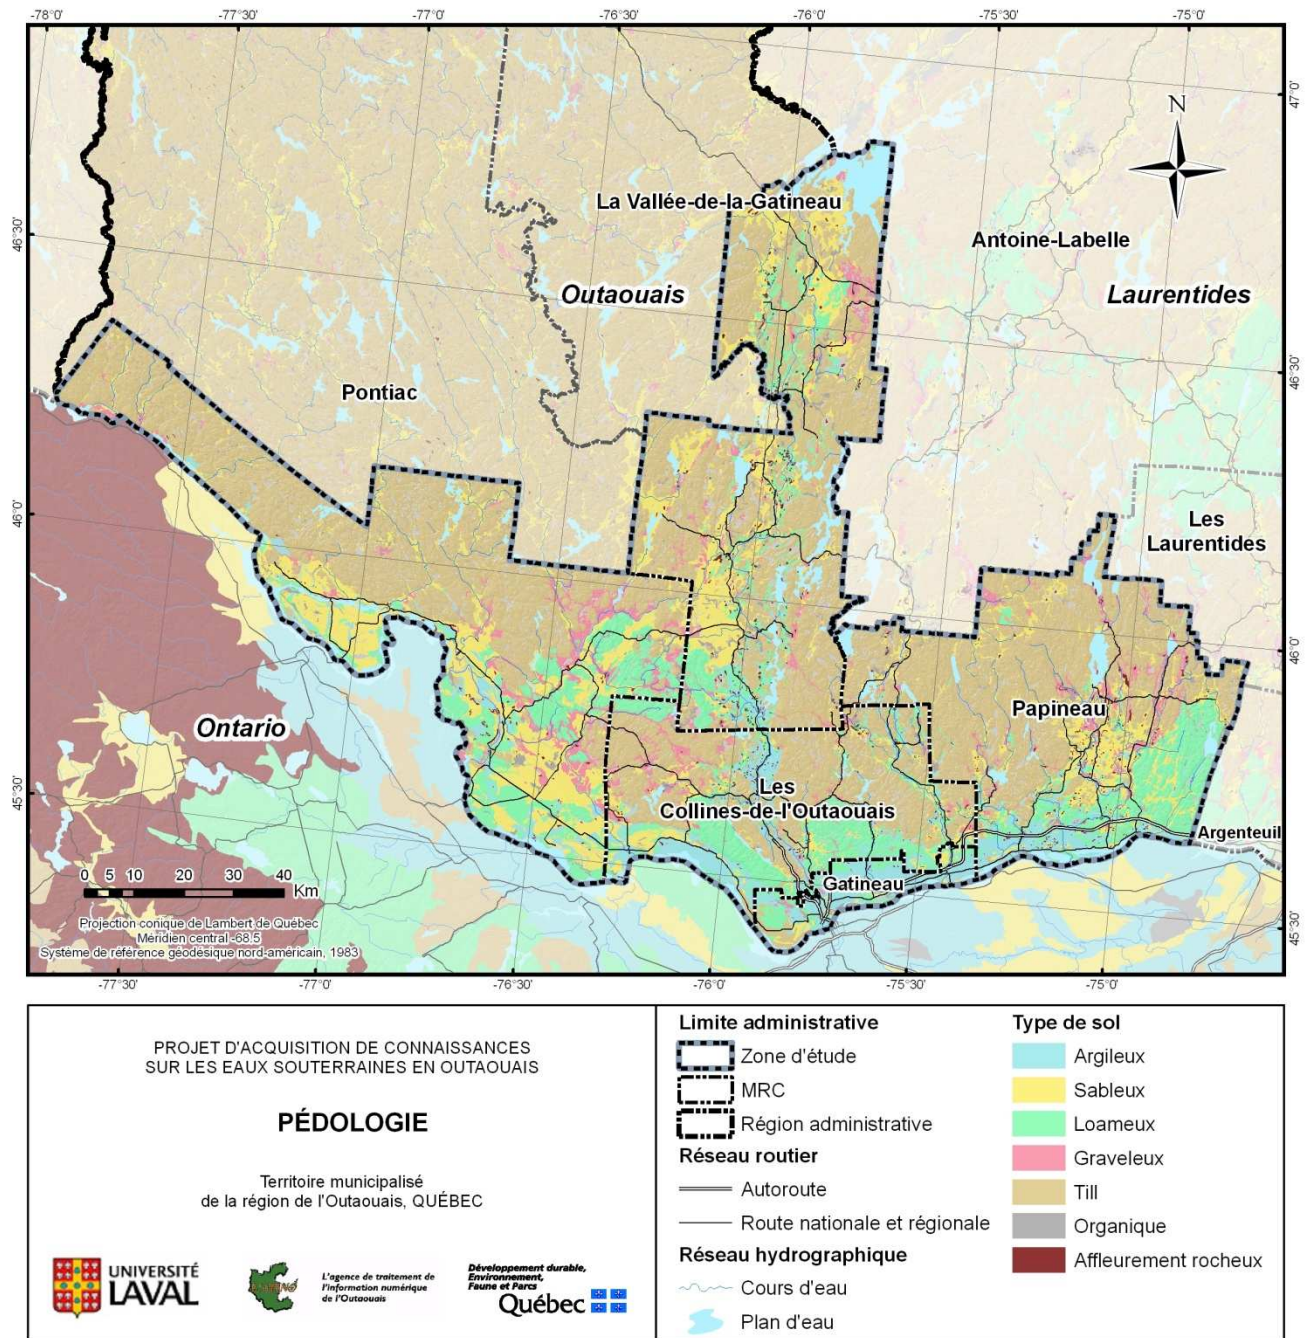 -78°0' -77°30' -77°0' -76°30' -76°0' -75°30' -75°0'
47°0'
N
La Vallée-de-la-Gatineau
46°30'
Antoine-Labelle
Outaouais
Laurentides
46°30'
Pontiac
46°0'
Les
Laurentides
46°0'
Papineau
Ontario
45°30'
Les
Collines-de-l'Outaouais
Argenteuil
Gatineau
0 5 10 20 30 40
Km
Projection conique de Lambert de Québec
Méridien central -68.5
Système de référence géodésique nord-américain, 1983
45°30'
-77°30' -77°0' -76°30' -76°0' -75°30' -75°0'
PROJET D'ACQUISITION DE CONNAISSANCES
SUR LES EAUX SOUTERRAINES EN OUTAOUAIS
PÉDOLOGIE
Territoire municipalisé
de la région de l'Outaouais, QUÉBEC
UNIVERSITÉ
LAVAL
L'agence de traitement de
l'information numérique
de l'Outaouais
Développement durable,
Environnement,
Faune et Parcs
Québec
Limite administrative
Zone d'étude
MRC
Région administrative
Réseau routier
Autoroute
Route nationale et régionale
Réseau hydrographique
Cours d'eau
Plan d'eau
Type de sol
Argileux
Sableux
Loameux
Graveleux
Till
Organique
Affleurement rocheux